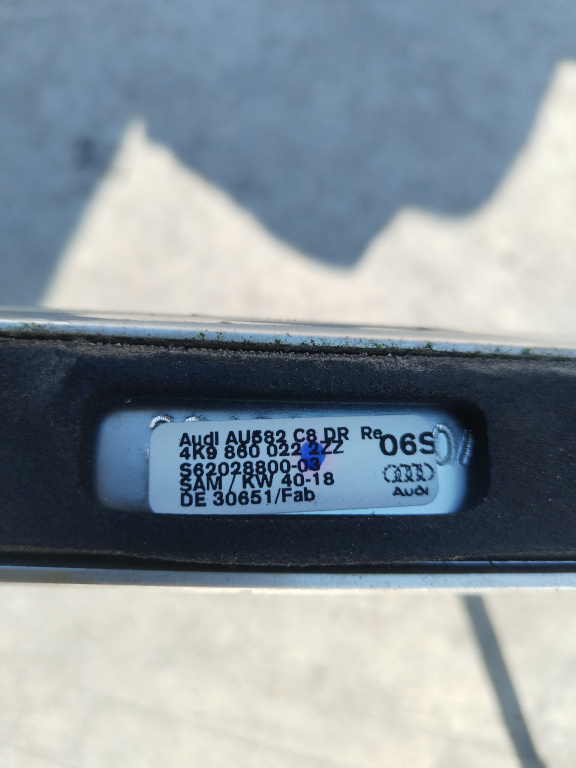 Audi AU582 C8 DR Re
4K9 860 022 2ZZ
S62028800-03
SAM / KW 40-18
DE 30651/Fab
06S
Audi